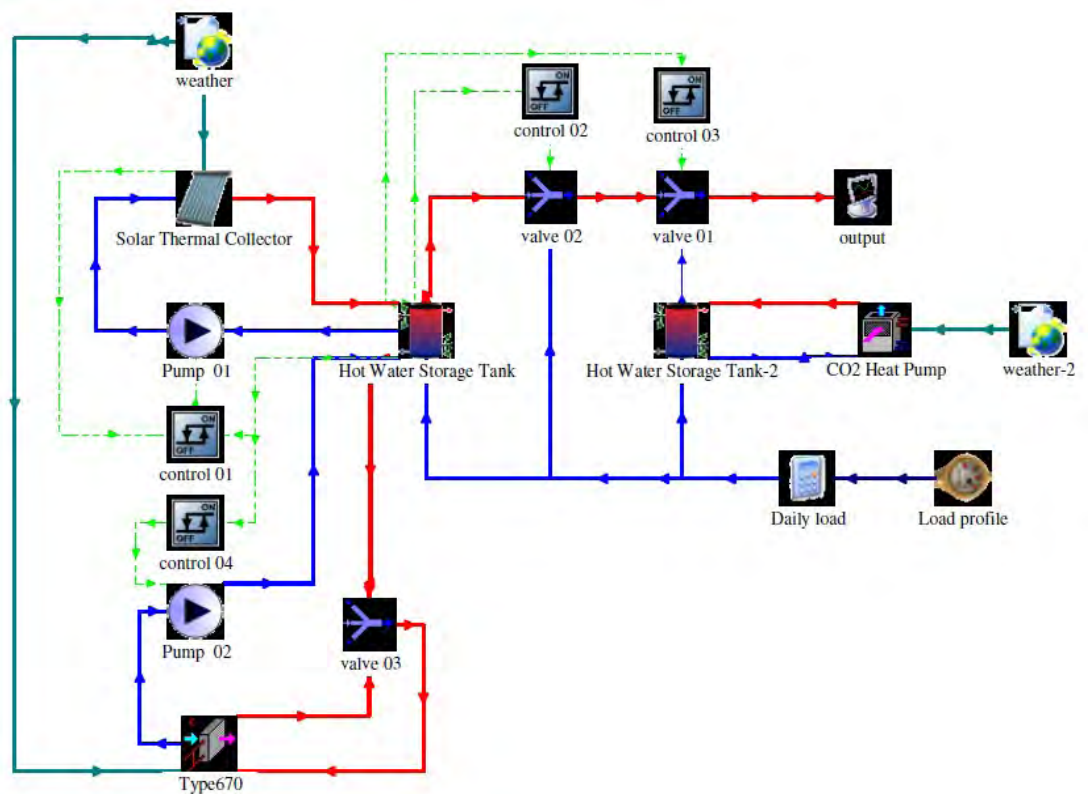 weather
ON
OFF
control 02
ON
OFF
control 03
Solar Thermal Collector
valve 02
valve 01
output
Pump 01
Hot Water Storage Tank
Hot Water Storage Tank-2
CO2 Heat Pump
weather-2
ON
OFF
control 01
Daily load
Load profile
ON
OFF
control 04
Pump 02
valve 03
Type670